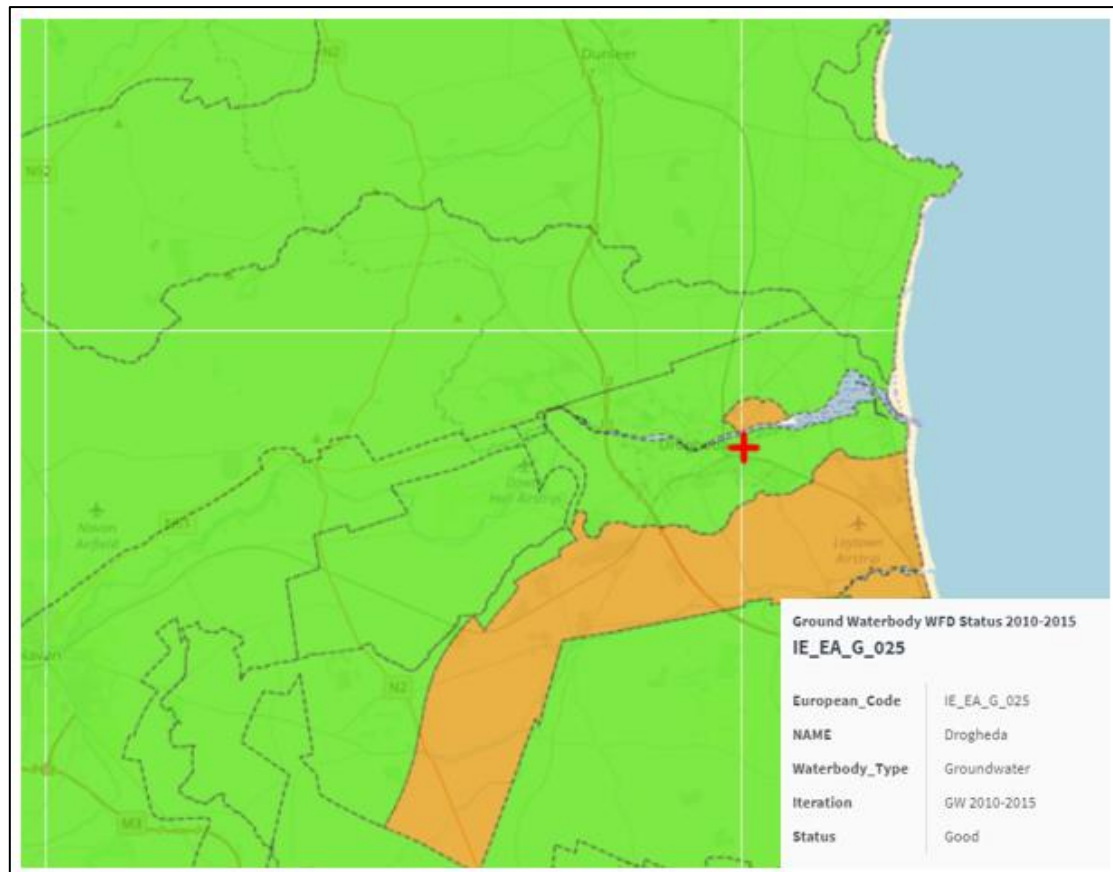 N2
Dunleer
N52
Navan
Airfield
Laytown
Airstrip
N2
M3
Ground Waterbody WFD Status 2010-2015
IE_EA_G_025
European_Code IE_EA_G_025
NAME Drogheda
Waterbody_Type Groundwater
Iteration GW 2010-2015
Status Good